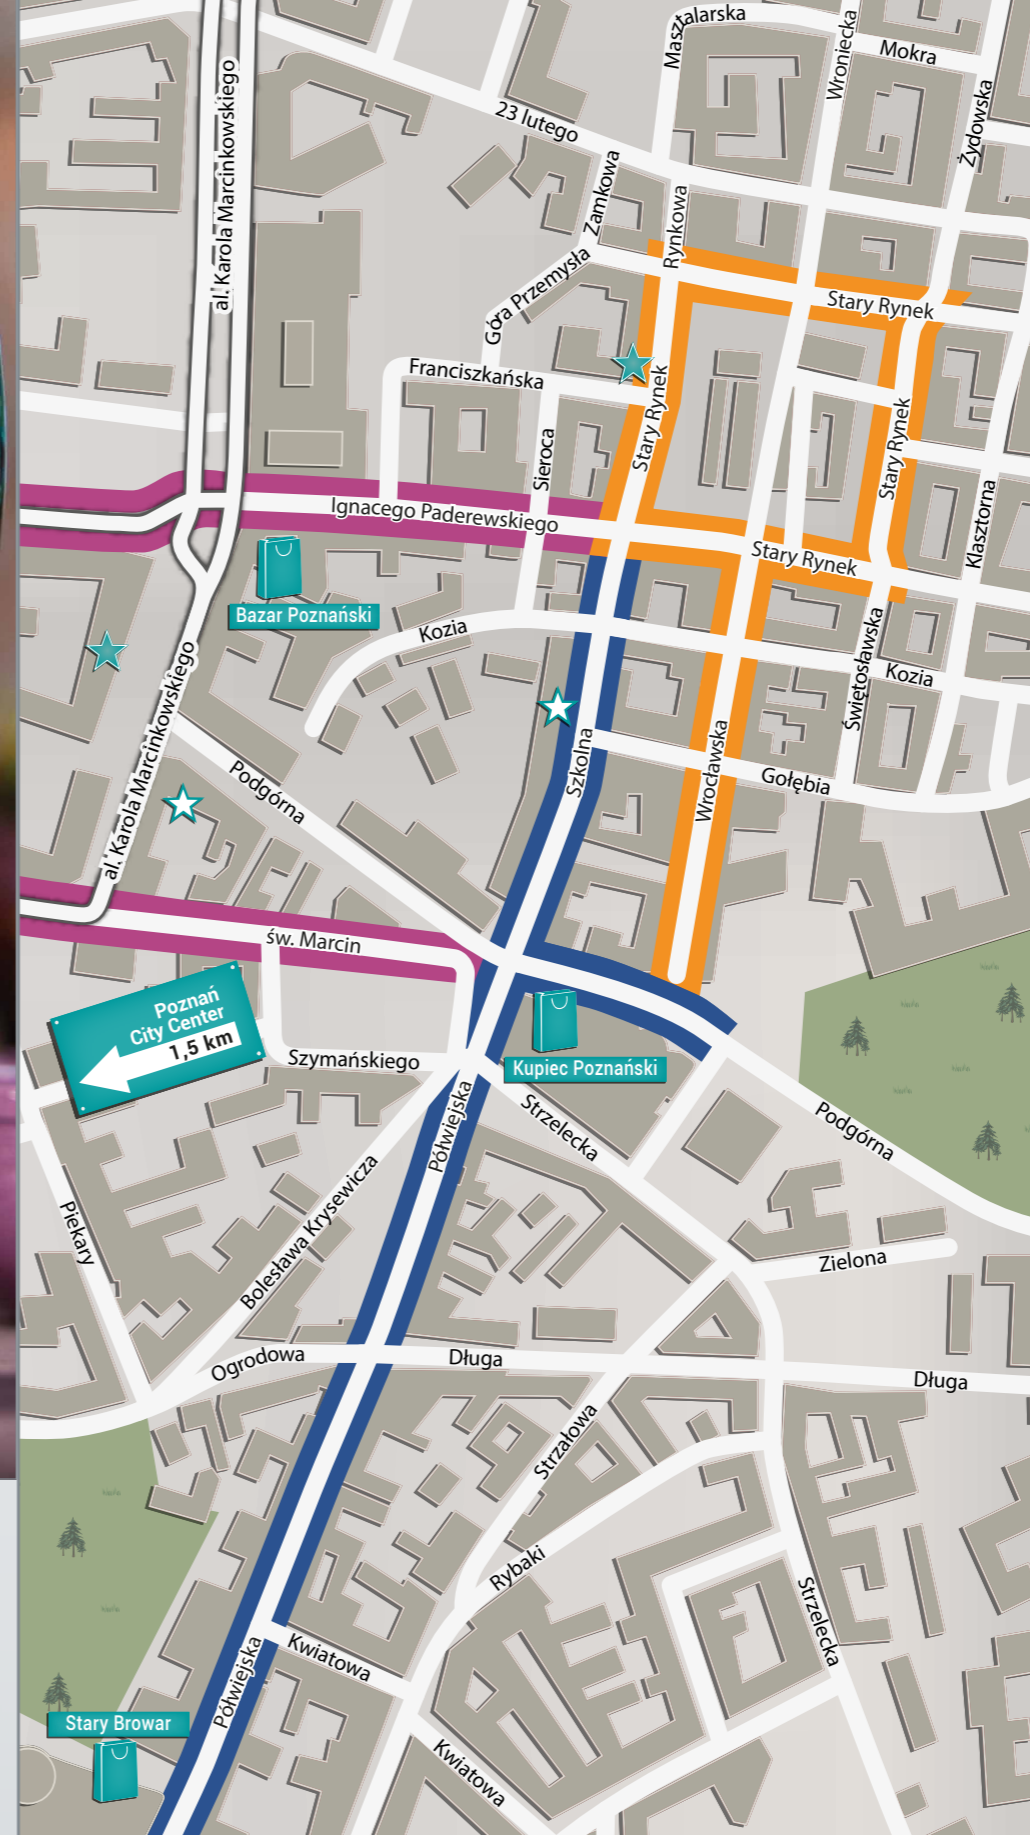 Masztalarska
Wroniecka
Mokra
Żydowska
al. Karola Marcinkowskiego
23 lutego
Zamkowa
Rynkowa
Góra Przemysła
Stary Rynek
Franciszkańska
Stary Rynek
Stary Rynek
Sieroca
Klasztorna
Ignacego Paderewskiego
Stary Rynek
Bazar Poznański
Kozia
Świętosławska
Kozia
al. Karola Marcinkowskiego
Podgórna
Szkolna
Wrocławska
Gołębia
św. Marcin
Poznań
City Center
1,5 km
Szymańskiego
Kupiec Poznański
Półwiejska
Strzelecka
Podgórna
Piekary
Bolesława Krysewicza
Zielona
Ogrodowa
Długa
Długa
Strzałowa
Rybaki
Strzelecka
Kwiatowa
Półwiejska
Stary Browar
Kwiatowa